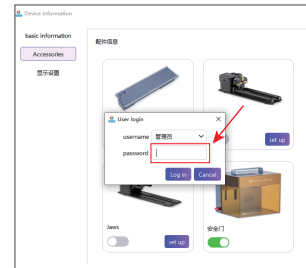 Device Information
basic information
Accessories
显示设置
配件信息
User login
username 管理员
password
Log in Cancel
set up
Jaws
set up
安全门